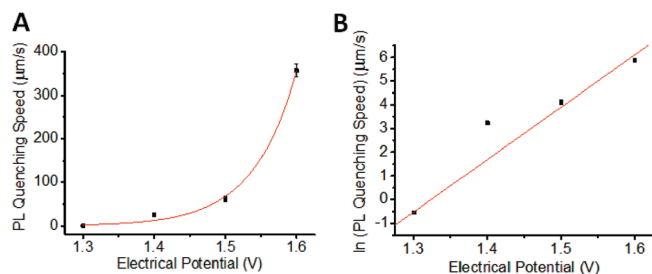 A
PL Quenching Speed (μm/s)
400
300
200
100
0
1.3 1.4 1.5 1.6
Electrical Potential (V)
B
ln (PL Quenching Speed) (μm/s)
6
5
4
3
2
1
0
-1
1.3 1.4 1.5 1.6
Electrical Potential (V)